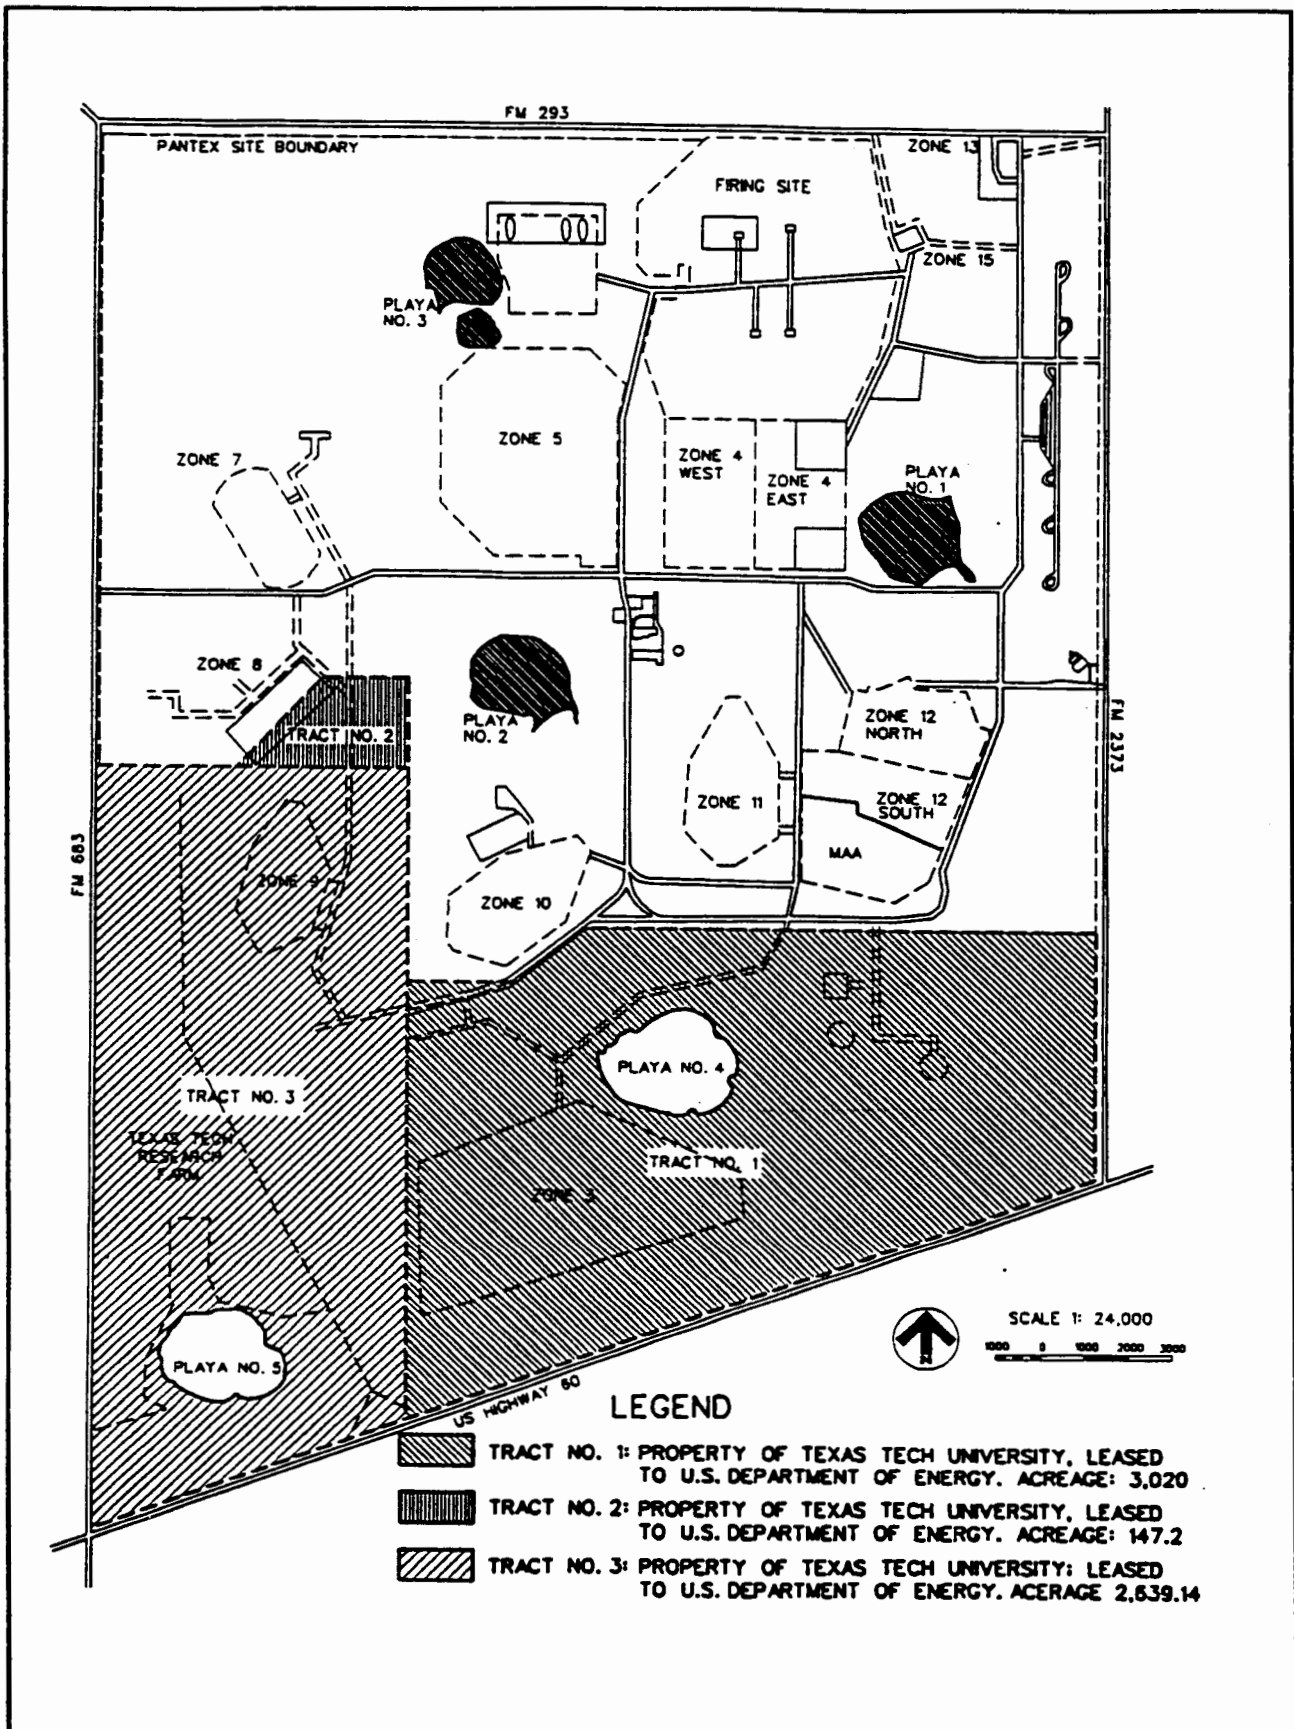 FM 293
PANTEX SITE BOUNDARY
ZONE 13
FIRING SITE
ZONE 15
PLAYA
NO. 3
ZONE 5
ZONE 7
ZONE 4
WEST
ZONE 4
EAST
PLAYA
NO. 1
ZONE 8
TRACT NO. 2
PLAYA
NO. 2
ZONE 12
NORTH
FM 2373
ZONE 11
ZONE 12
SOUTH
MAA
FM 683
ZONE 9
ZONE 10
PLAYA NO. 4
TRACT NO. 3
TEXAS TECH
RESEARCH
FARM
TRACT NO. 1
ZONE 3
PLAYA NO. 5
N
SCALE 1: 24,000
1000 0 1000 2000 3000
US HIGHWAY 60
LEGEND
TRACT NO. 1: PROPERTY OF TEXAS TECH UNIVERSITY, LEASED
TO U.S. DEPARTMENT OF ENERGY. ACREAGE: 3,020
TRACT NO. 2: PROPERTY OF TEXAS TECH UNIVERSITY, LEASED
TO U.S. DEPARTMENT OF ENERGY. ACREAGE: 147.2
TRACT NO. 3: PROPERTY OF TEXAS TECH UNIVERSITY: LEASED
TO U.S. DEPARTMENT OF ENERGY. ACERAGE 2,639.14